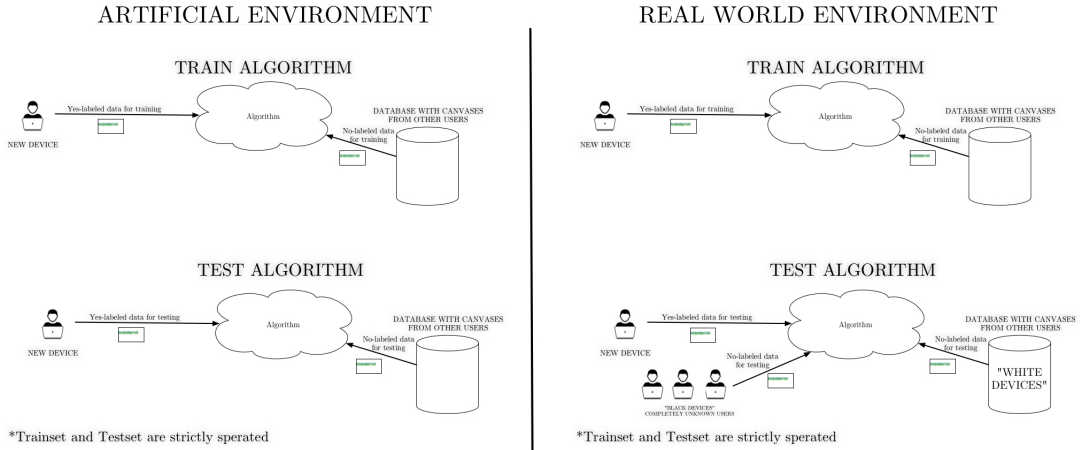 ARTIFICIAL ENVIRONMENT
TRAIN ALGORITHM
Yes-labeled data for training
Algorithm
DATABASE WITH CANVASES
FROM OTHER USERS
No-labeled data
for training
NEW DEVICE
TEST ALGORITHM
Yes-labeled data for testing
Algorithm
DATABASE WITH CANVASES
FROM OTHER USERS
No-labeled data
for testing
NEW DEVICE
*Trainset and Testset are strictly sperated
REAL WORLD ENVIRONMENT
TRAIN ALGORITHM
Yes-labeled data for training
Algorithm
DATABASE WITH CANVASES
FROM OTHER USERS
No-labeled data
for training
NEW DEVICE
TEST ALGORITHM
Yes-labeled data for testing
Algorithm
DATABASE WITH CANVASES
FROM OTHER USERS
No-labeled data
for testing
NEW DEVICE
No-labeled data
for testing
"WHITE
DEVICES"
"BLACK DEVICES"
COMPLETELY UNKNOWN USERS
*Trainset and Testset are strictly sperated